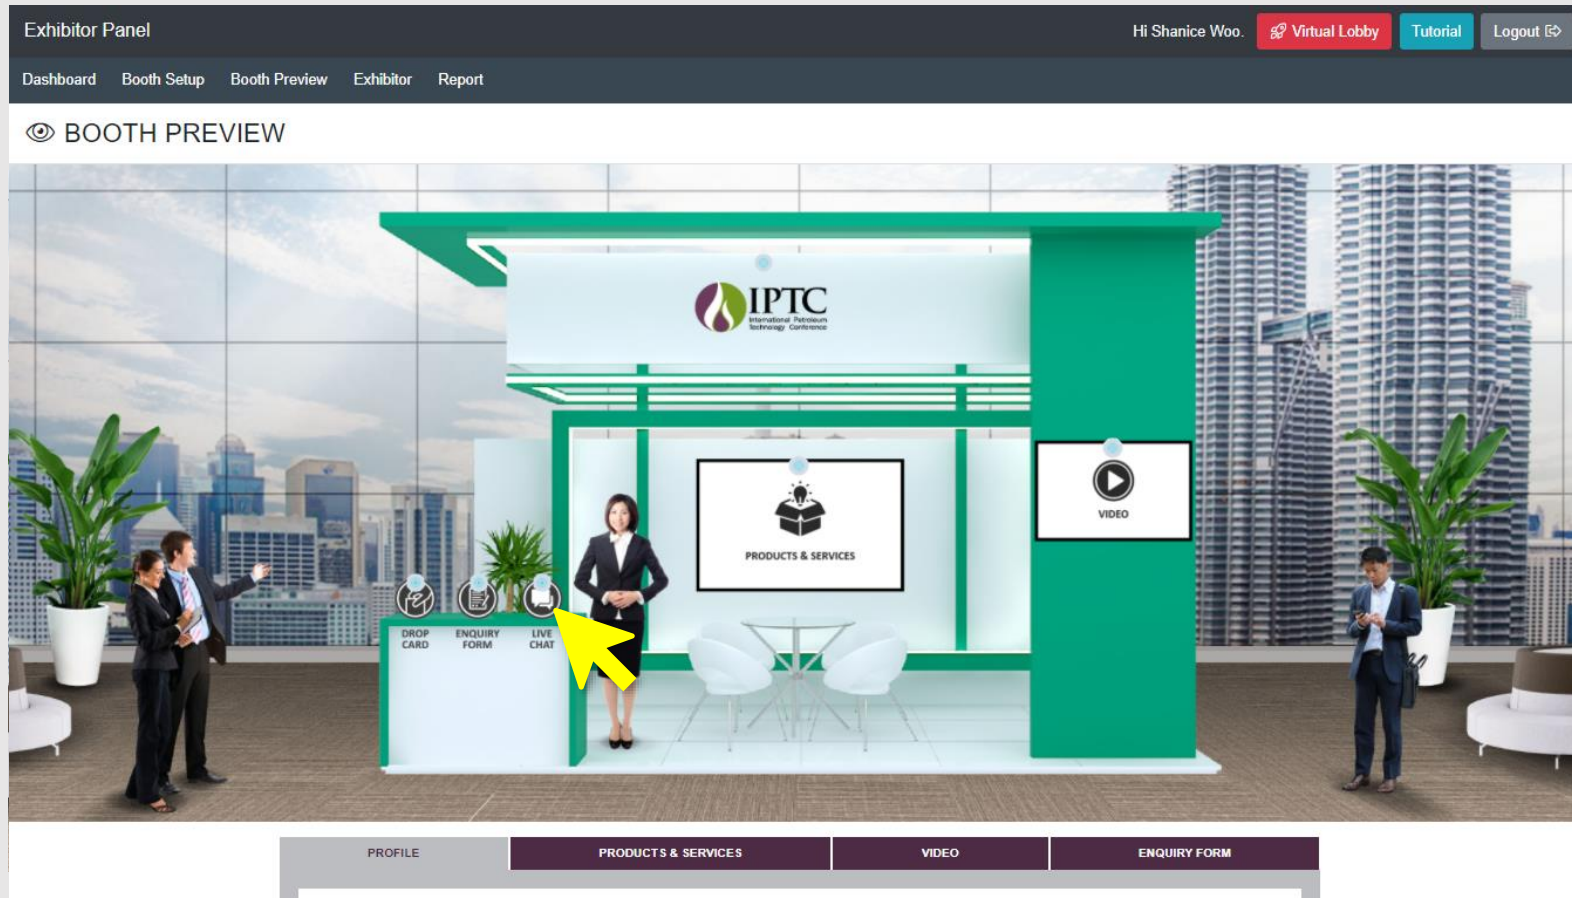 Exhibitor Panel
Hi Shanice Woo. Virtual Lobby Tutorial Logout
Dashboard Booth Setup Booth Preview Exhibitor Report
BOOTH PREVIEW
IPTC
International Petroleum
Technology Conference
VIDEO
PRODUCTS & SERVICES
DROP
CARD
ENQUIRY
FORM
LIVE
CHAT
PROFILE PRODUCTS & SERVICES VIDEO ENQUIRY FORM